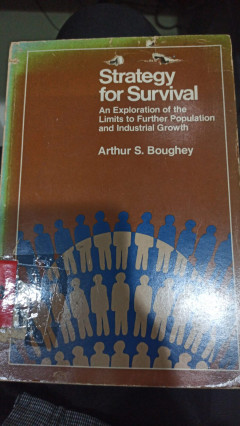 Strategy
for Survival
An Exploration of the
Limits to Further Population
and Industrial Growth
Arthur S. Boughey